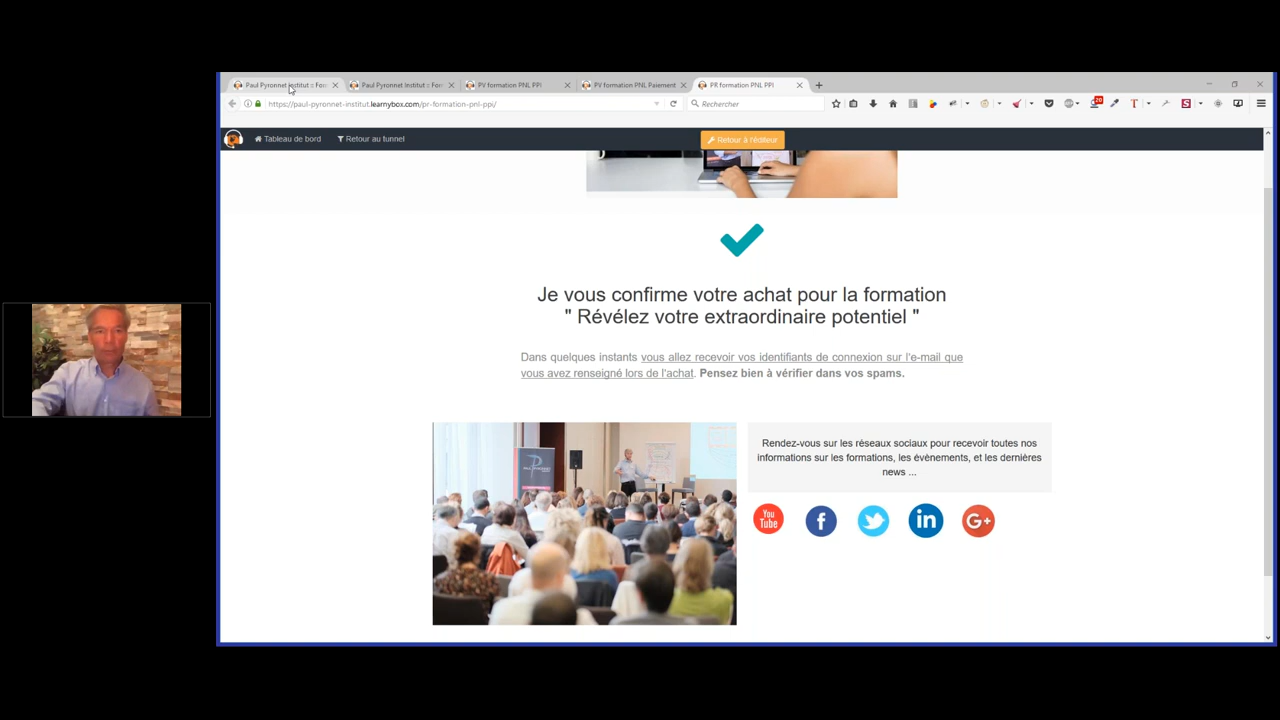 Paul Pyronnet Institut :: For
Paul Pyronnet Institut :: For
PV formation PNL PPI
PV formation PNL Paiement
PR formation PNL PPI
https://paul-pyronnet-institut.learnybox.com/pr-formation-pnl-ppi/
Rechercher
20
Tableau de bord
Retour au tunnel
Retour à l'éditeur
Je vous confirme votre achat pour la formation
" Révélez votre extraordinaire potentiel "
Dans quelques instants vous allez recevoir vos identifiants de connexion sur l'e-mail que
vous avez renseigné lors de l'achat. Pensez bien à vérifier dans vos spams.
Rendez-vous sur les réseaux sociaux pour recevoir toutes nos
informations sur les formations, les évènements, et les dernières
news ...
You
Tube
f
in
G+